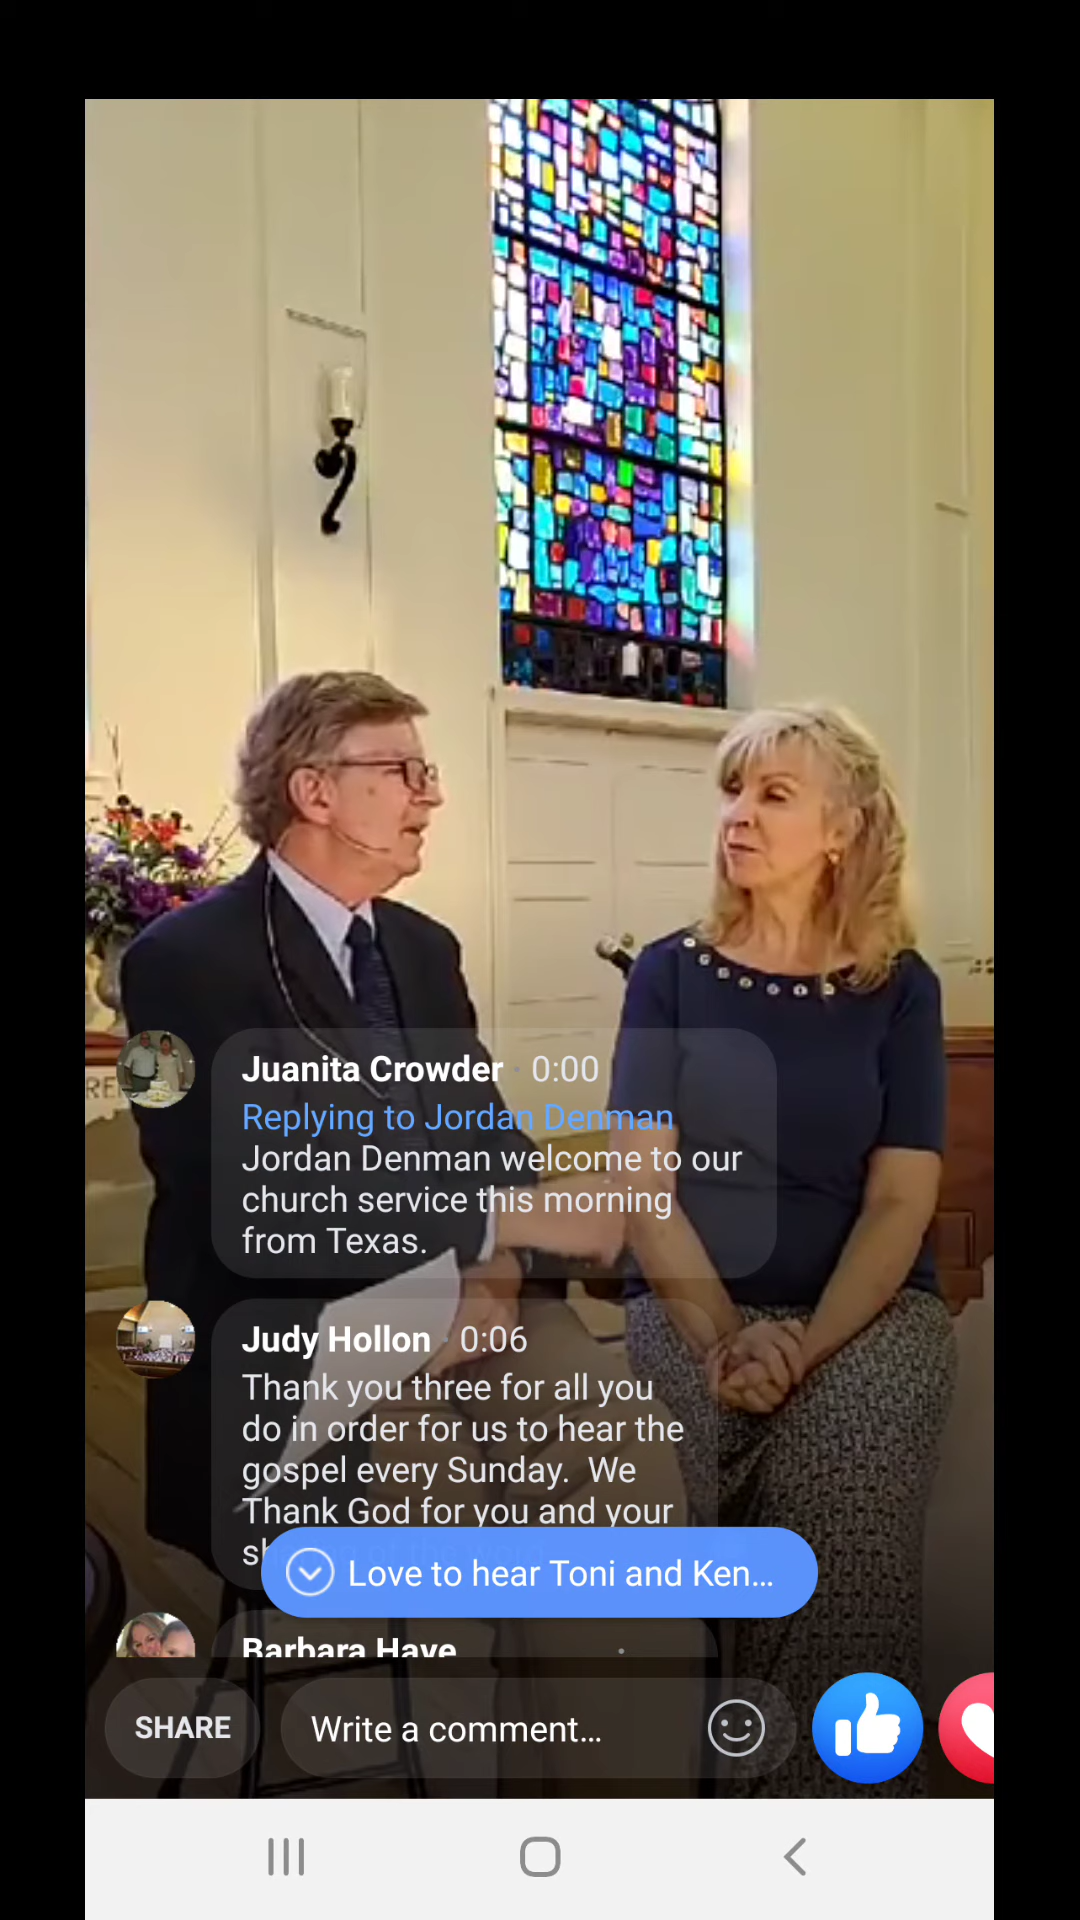 Juanita Crowder · 0:00
Replying to Jordan Denman
Jordan Denman welcome to our
church service this morning
from Texas.
Judy Hollon · 0:06
Thank you three for all you
do in order for us to hear the
gospel every Sunday.  We
Thank God for you and your
Love to hear Toni and Ken...
Barbara Haye
SHARE
Write a comment...